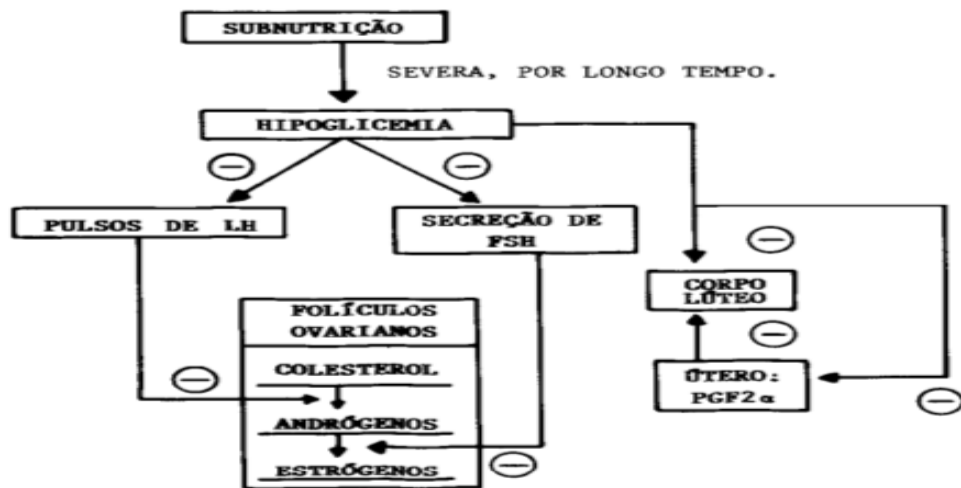 SUBNUTRIÇÃO
SEVERA, POR LONGO TEMPO.
HIPOGLICEMIA
PULSOS DE LH
SECREÇÃO DE
FSH
CORPO
LÚTEO
FOLÍCULOS
OVARIANOS
COLESTEROL
ÚTERO:
PGF2α
ANDRÓGENOS
ESTRÓGENOS